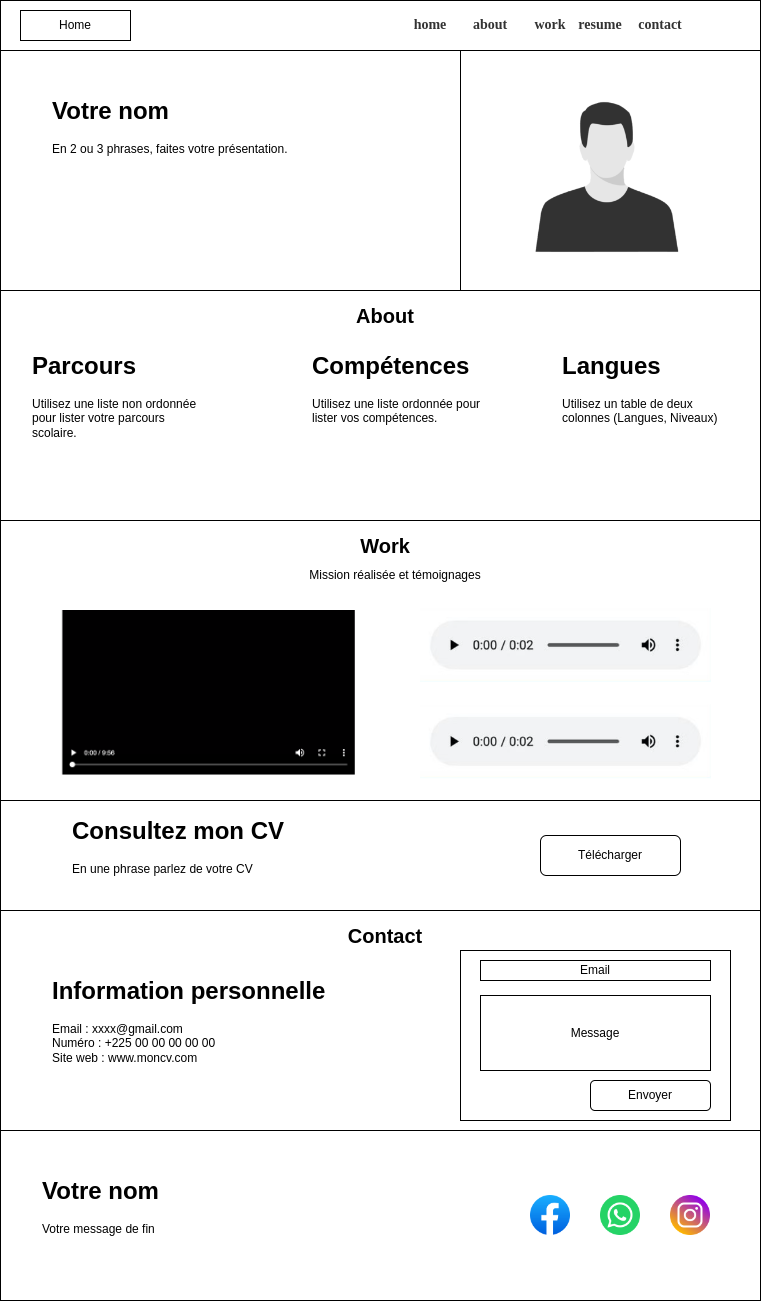 Home
home about work resume contact
Votre nom
En 2 ou 3 phrases, faites votre présentation.
About
Parcours
Utilisez une liste non ordonnée
pour lister votre parcours
scolaire.
Compétences
Utilisez une liste ordonnée pour
lister vos compétences.
Langues
Utilisez un table de deux
colonnes (Langues, Niveaux)
Work
Mission réalisée et témoignages
0:00 / 9:56
0:00 / 0:02
0:00 / 0:02
Consultez mon CV
En une phrase parlez de votre CV
Télécharger
Contact
Information personnelle
Email : xxxx@gmail.com
Numéro : +225 00 00 00 00 00
Site web : www.moncv.com
Email
Message
Envoyer
Votre nom
Votre message de fin